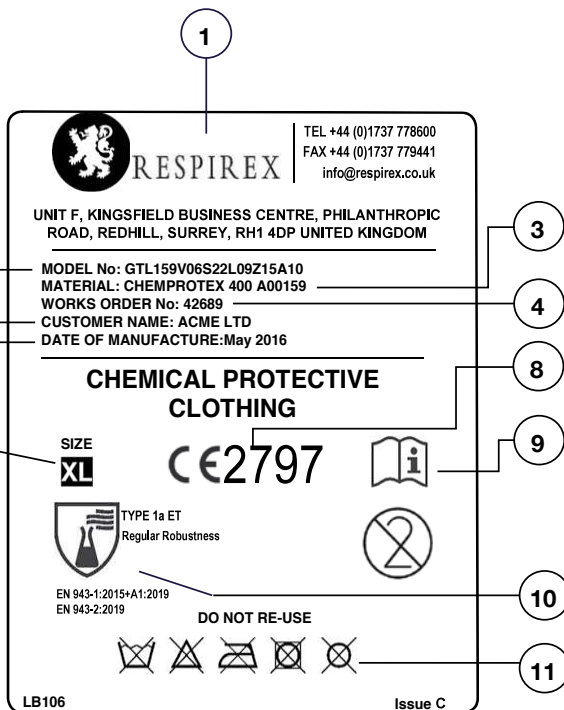 1
RESPIREX
TEL +44 (0)1737 778600
FAX +44 (0)1737 779441
info@respirex.co.uk
UNIT F, KINGSFIELD BUSINESS CENTRE, PHILANTHROPIC
ROAD, REDHILL, SURREY, RH1 4DP UNITED KINGDOM
3
MODEL No: GTL159V06S22L09Z15A10
MATERIAL: CHEMPROTEX 400 A00159
WORKS ORDER No: 42689
4
CUSTOMER NAME: ACME LTD
DATE OF MANUFACTURE:May 2016
8
CHEMICAL PROTECTIVE
CLOTHING
9
SIZE
XL
CE2797
i
TYPE 1a ET
Regular Robustness
2
EN 943-1:2015+A1:2019
EN 943-2:2019
10
DO NOT RE-USE
11
LB106
Issue C